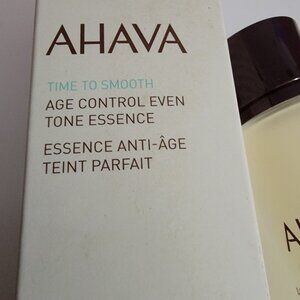 AHAVA
TIME TO SMOOTH
AGE CONTROL EVEN
TONE ESSENCE
ESSENCE ANTI-ÂGE
TEINT PARFAIT